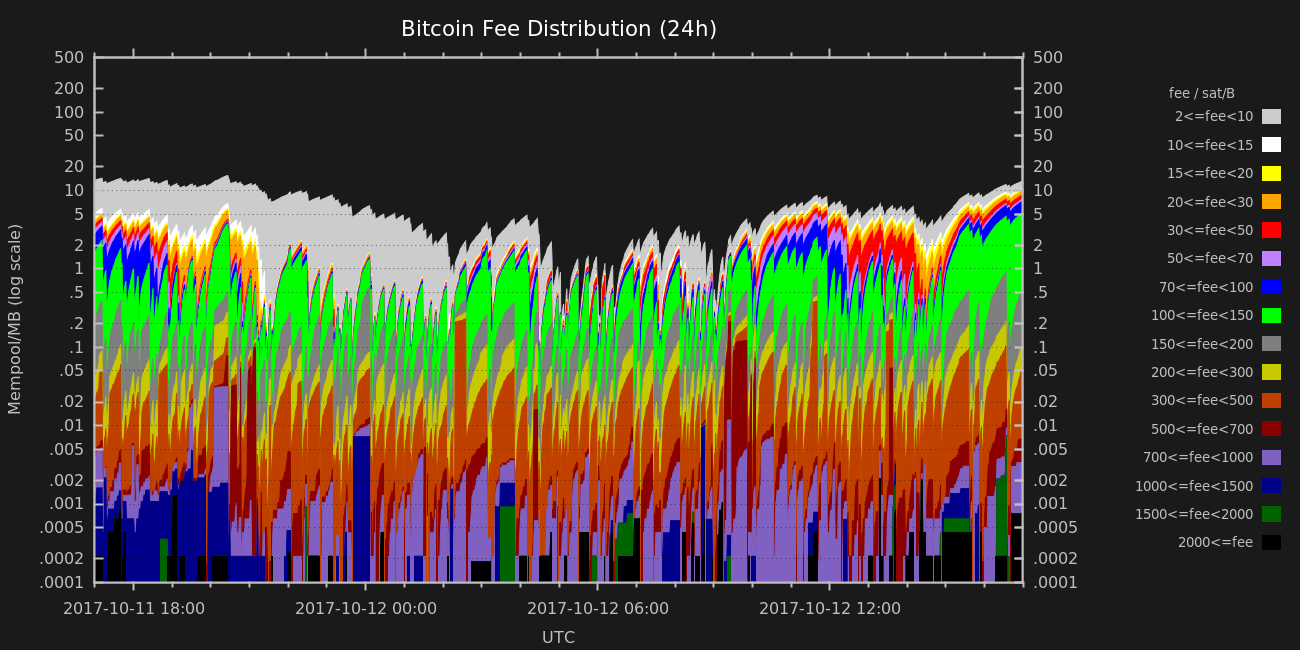 Bitcoin Fee Distribution (24h)
Mempool/MB (log scale)
500
200
100
50
20
10
5
2
1
.5
.2
.1
.05
.02
.01
.005
.002
.001
.0005
.0002
.0001
500
200
100
50
20
10
5
2
1
.5
.2
.1
.05
.02
.01
.005
.002
.001
.0005
.0002
.0001
2017-10-11 18:00
2017-10-12 00:00
2017-10-12 06:00
2017-10-12 12:00
UTC
fee / sat/B
2<=fee<10
10<=fee<15
15<=fee<20
20<=fee<30
30<=fee<50
50<=fee<70
70<=fee<100
100<=fee<150
150<=fee<200
200<=fee<300
300<=fee<500
500<=fee<700
700<=fee<1000
1000<=fee<1500
1500<=fee<2000
2000<=fee